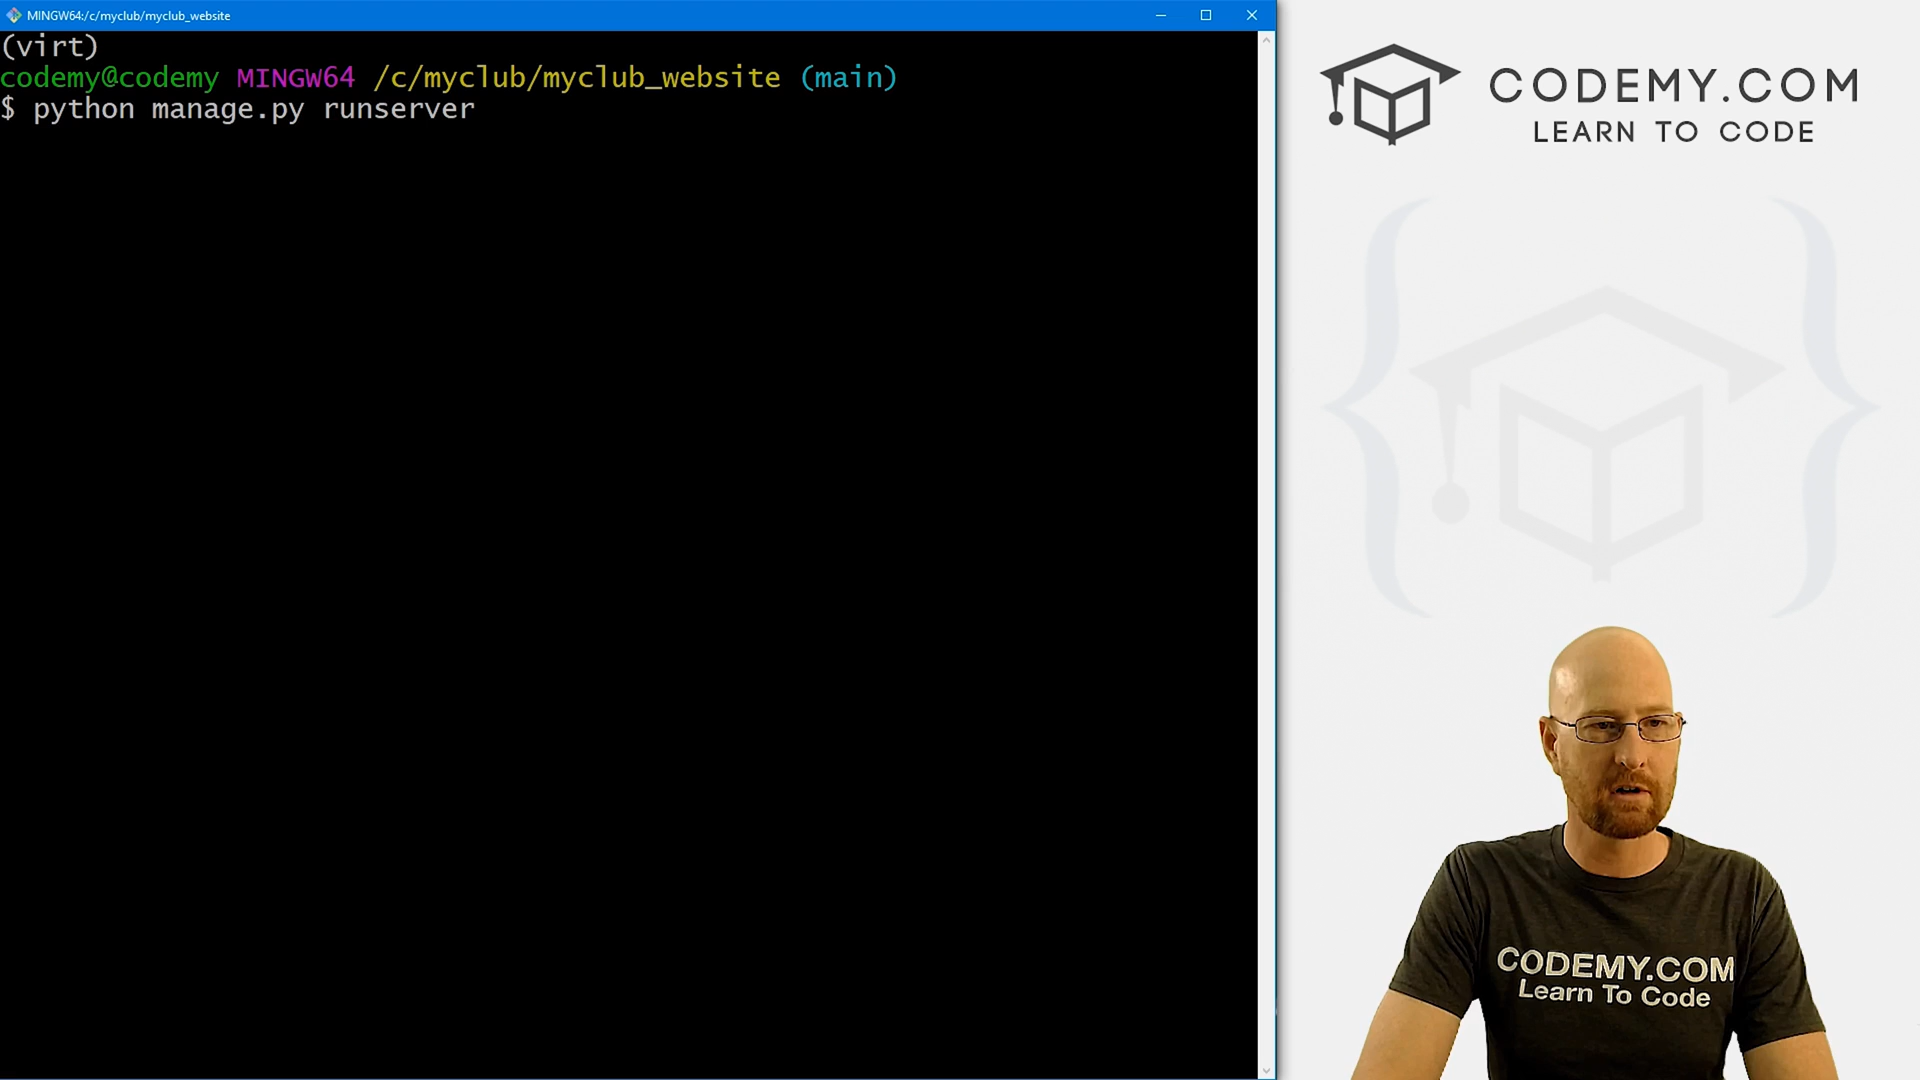 MINGW64:/c/myclub/myclub_website
(virt)
codemy@codemy MINGW64 /c/myclub/myclub_website (main)
$ python manage.py runserver
CODEMY.COM
LEARN TO CODE
CODEMY.COM
Learn To Code